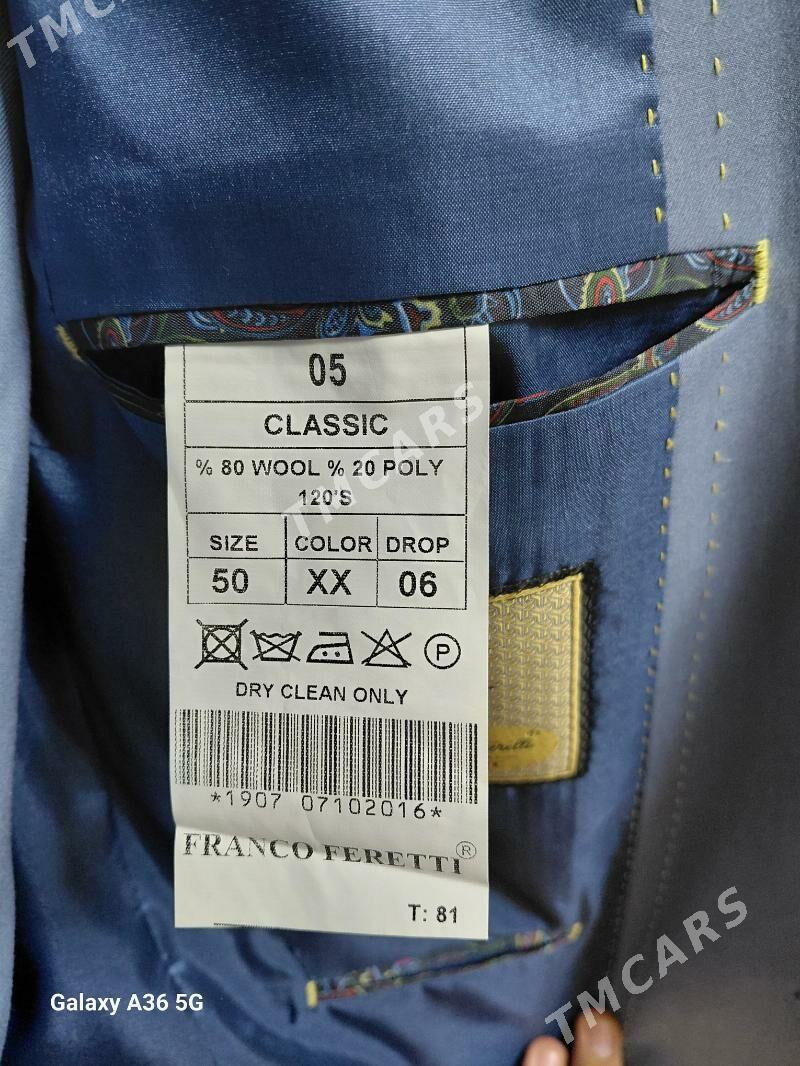 TMCARS
05
CLASSIC
% 80 WOOL % 20 POLY
120'S
TMCARS
SIZE COLOR DROP
50 XX 06
P
DRY CLEAN ONLY
*1907 07102016*
FRANCO FERETTI®
T: 81
TMCARS
Galaxy A36 5G